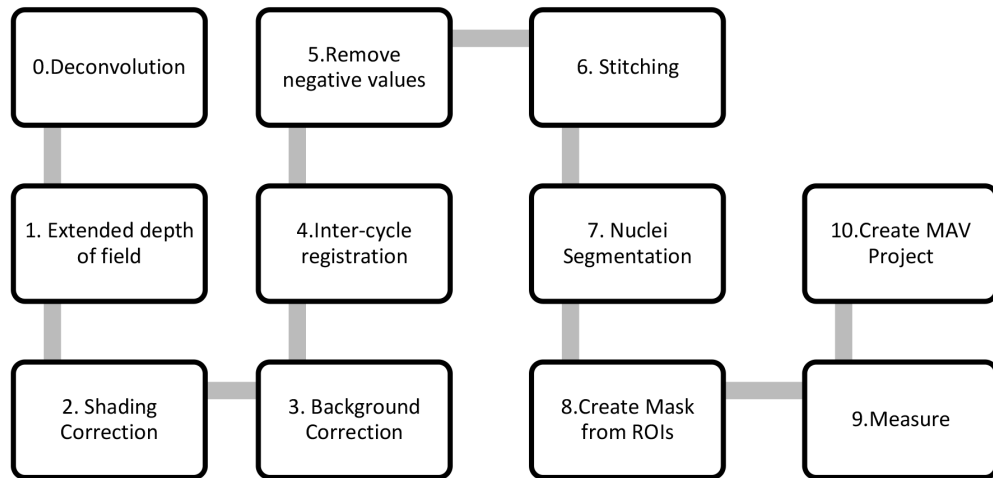 0.Deconvolution
1. Extended depth
of field
2. Shading
Correction
3. Background
Correction
4.Inter-cycle
registration
5.Remove
negative values
6. Stitching
7. Nuclei
Segmentation
8.Create Mask
from ROIs
9.Measure
10.Create MAV
Project